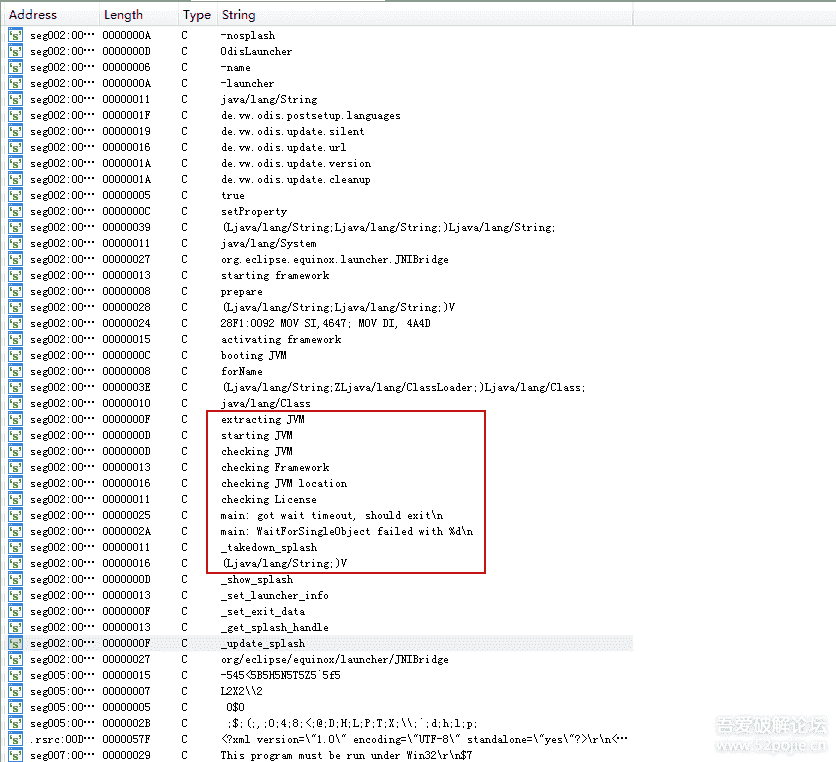 Address Length Type String
seg002:00··· 0000000A C -nosplash
seg002:00··· 0000000D C OdisLauncher
seg002:00··· 00000006 C -name
seg002:00··· 0000000A C -launcher
seg002:00··· 00000011 C java/lang/String
seg002:00··· 0000001F C de.vw.odis.postsetup.languages
seg002:00··· 00000019 C de.vw.odis.update.silent
seg002:00··· 00000016 C de.vw.odis.update.url
seg002:00··· 0000001A C de.vw.odis.update.version
seg002:00··· 0000001A C de.vw.odis.update.cleanup
seg002:00··· 00000005 C true
seg002:00··· 0000000C C setProperty
seg002:00··· 00000039 C (Ljava/lang/String;Ljava/lang/String;)Ljava/lang/String;
seg002:00··· 00000011 C java/lang/System
seg002:00··· 00000027 C org.eclipse.equinox.launcher.JNIBridge
seg002:00··· 00000013 C starting framework
seg002:00··· 00000008 C prepare
seg002:00··· 00000028 C (Ljava/lang/String;Ljava/lang/String;)V
seg002:00··· 00000024 C 28F1:0092 MOV SI,4647; MOV DI, 4A4D
seg002:00··· 00000015 C activating framework
seg002:00··· 0000000C C booting JVM
seg002:00··· 00000008 C forName
seg002:00··· 0000003E C (Ljava/lang/String;ZLjava/lang/ClassLoader;)Ljava/lang/Class;
seg002:00··· 00000010 C java/lang/Class
seg002:00··· 0000000F C extracting JVM
seg002:00··· 0000000D C starting JVM
seg002:00··· 0000000D C checking JVM
seg002:00··· 00000013 C checking Framework
seg002:00··· 00000016 C checking JVM location
seg002:00··· 00000011 C checking License
seg002:00··· 00000025 C main: got wait timeout, should exit\n
seg002:00··· 0000002A C main: WaitForSingleObject failed with %d\n
seg002:00··· 00000011 C _takedown_splash
seg002:00··· 00000016 C (Ljava/lang/String;)V
seg002:00··· 0000000D C _show_splash
seg002:00··· 00000013 C _set_launcher_info
seg002:00··· 0000000F C _set_exit_data
seg002:00··· 00000013 C _get_splash_handle
seg002:00··· 0000000F C _update_splash
seg002:00··· 00000027 C org/eclipse/equinox/launcher/JNIBridge
seg005:00··· 00000015 C -545<5B5H5N5T5Z5`5f5
seg005:00··· 00000007 C L2X2\\2
seg005:00··· 00000005 C 0$0
seg005:00··· 0000002B C ;$;(;,;0;4;8;<;@;D;H;L;P;T;X;\\;`;d;h;l;p;
.rsrc:00D··· 0000057F C <?xml version=\"1.0\" encoding=\"UTF-8\" standalone=\"yes\"?>\r\n<···
seg007:00··· 00000029 C This program must be run under Win32\r\n$7
吾爱破解论坛
www.52pojie.cn